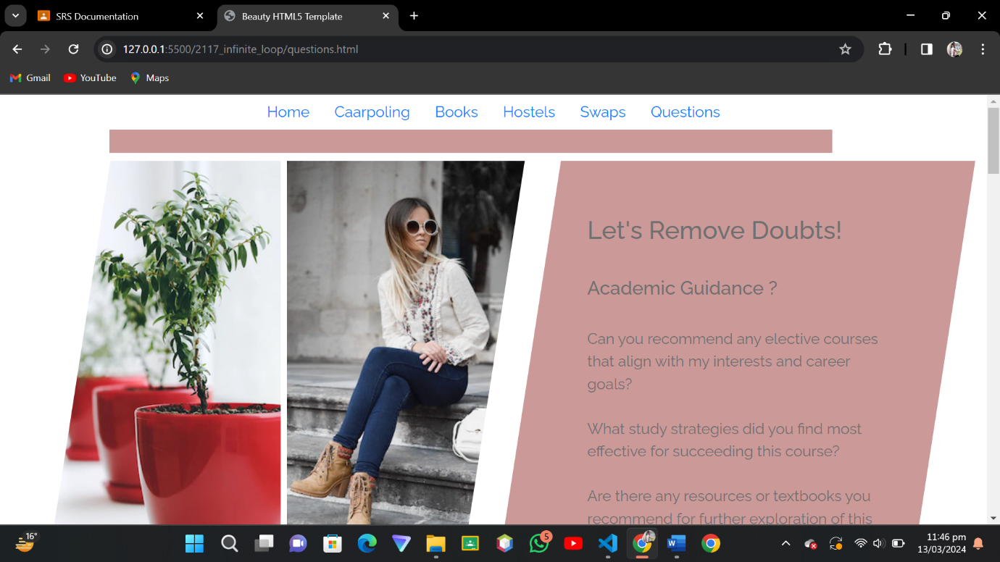 SRS Documentation
Beauty HTML5 Template
127.0.0.1:5500/2117_infinite_loop/questions.html
Gmail YouTube Maps
Home Caarpoling Books Hostels Swaps Questions
Let's Remove Doubts!
Academic Guidance ?
Can you recommend any elective courses
that align with my interests and career
goals?
What study strategies did you find most
effective for succeeding this course?
Are there any resources or textbooks you
recommend for further exploration of this
16°
5
11:46 pm
13/03/2024